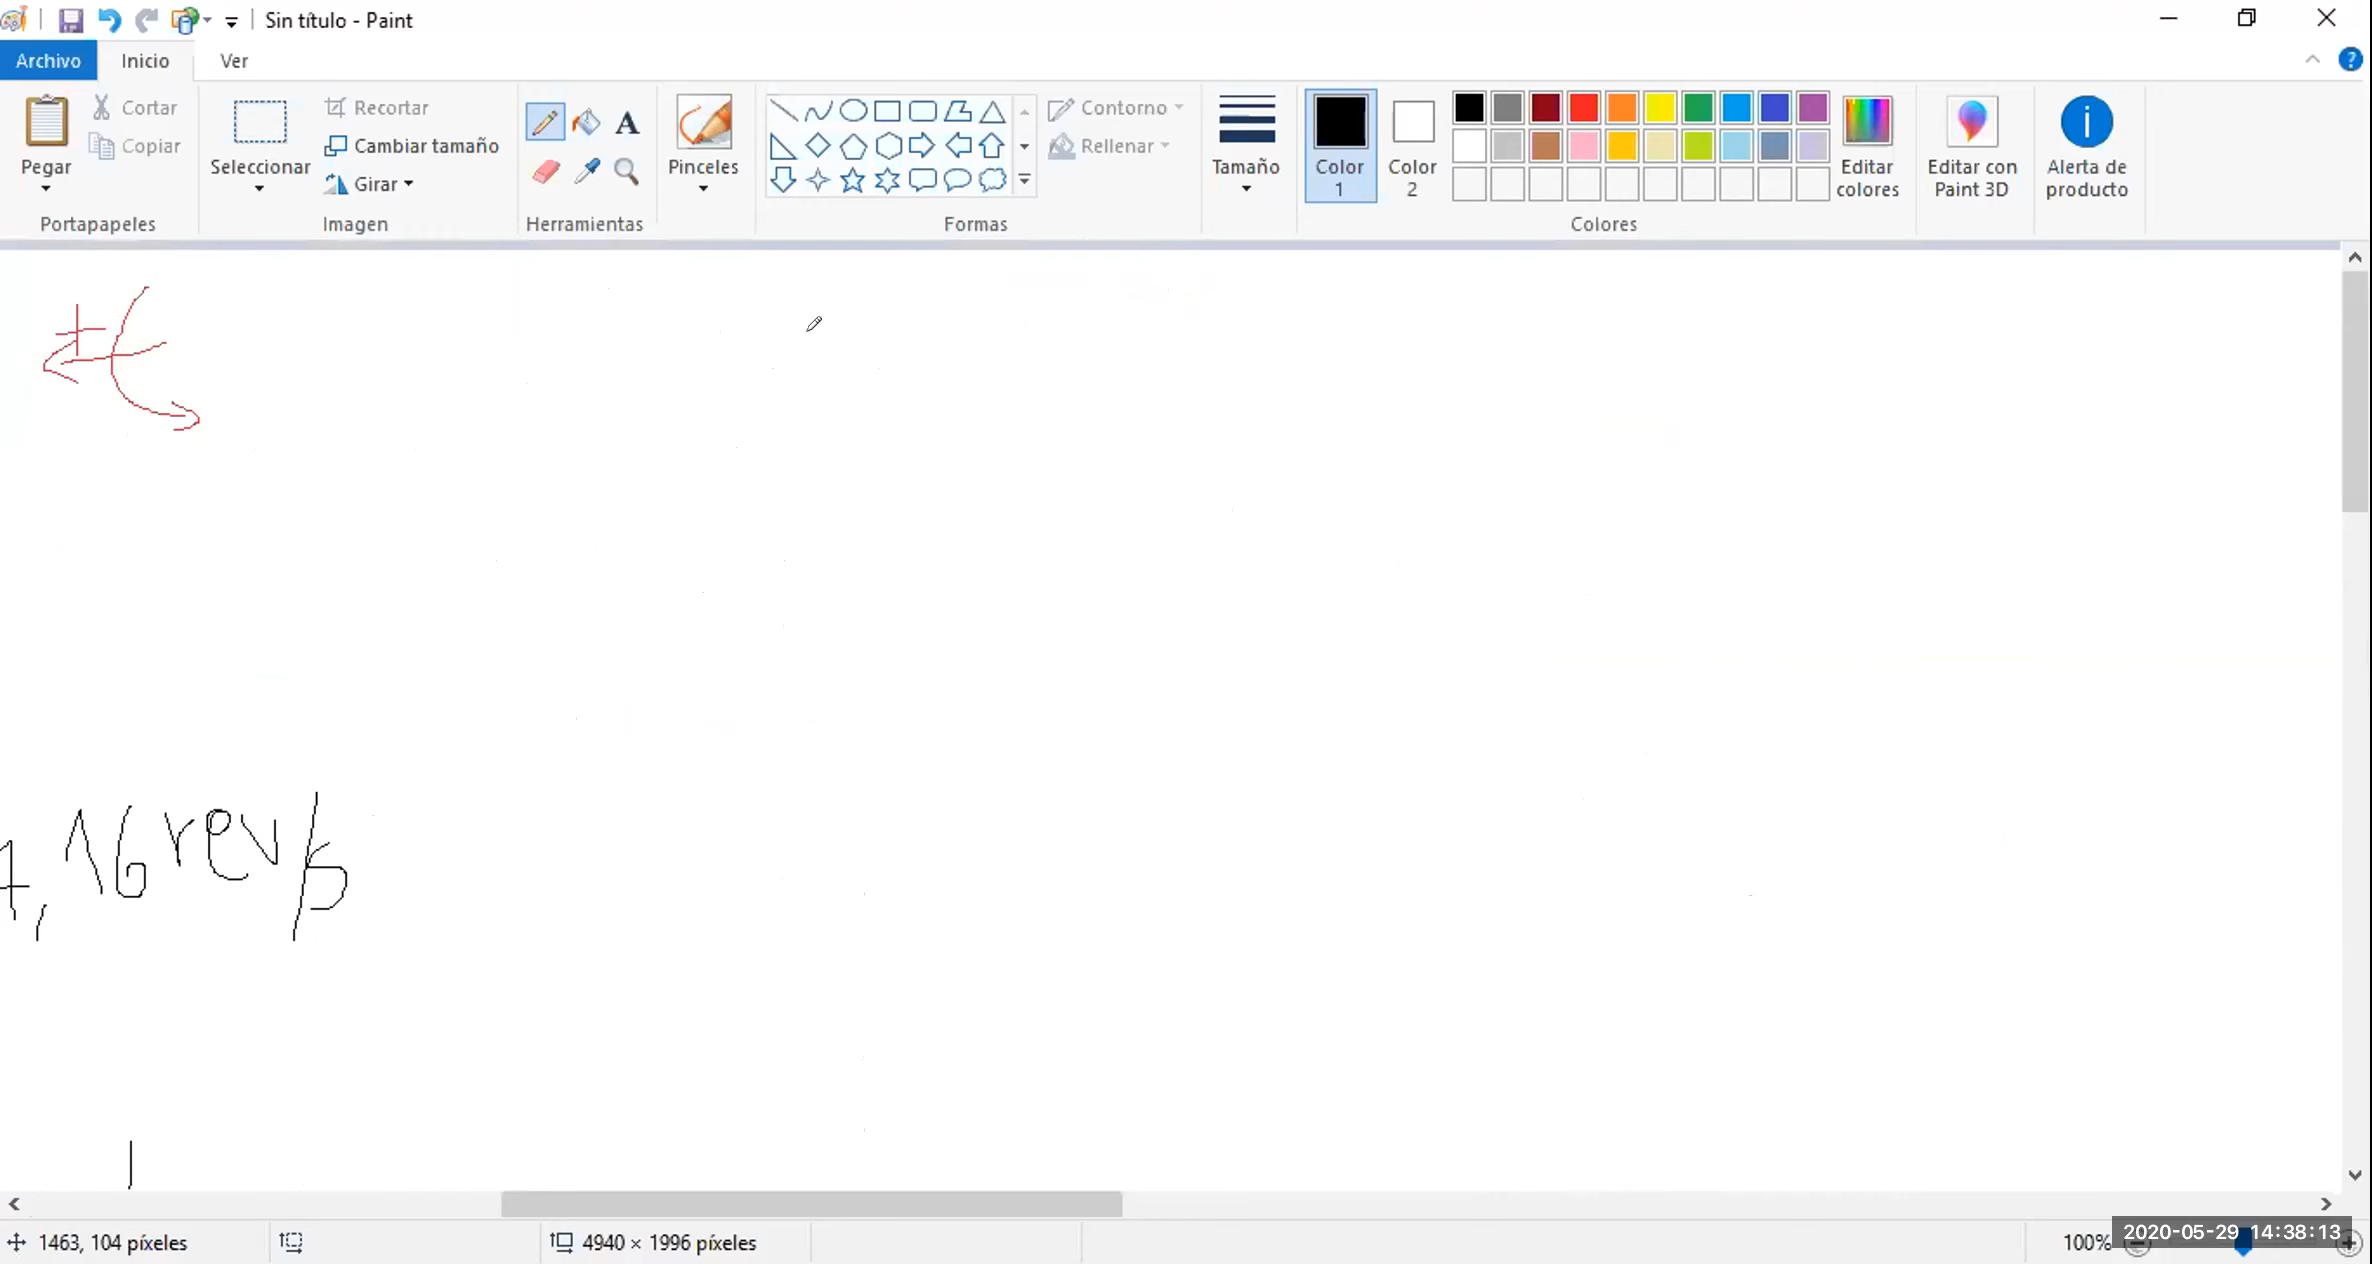 Sin título - Paint
Archivo Inicio Ver
Pegar
Cortar
Copiar
Portapapeles
Seleccionar
Recortar
Cambiar tamaño
Girar
Imagen
A
Herramientas
Pinceles
Formas
Contorno
Rellenar
Tamaño
Color 1
Color 2
Editar colores
Colores
Editar con Paint 3D
Alerta de producto
+
,16 rev/s
1463, 104 píxeles
4940 × 1996 píxeles
100%
2020-05-29 14:38:13